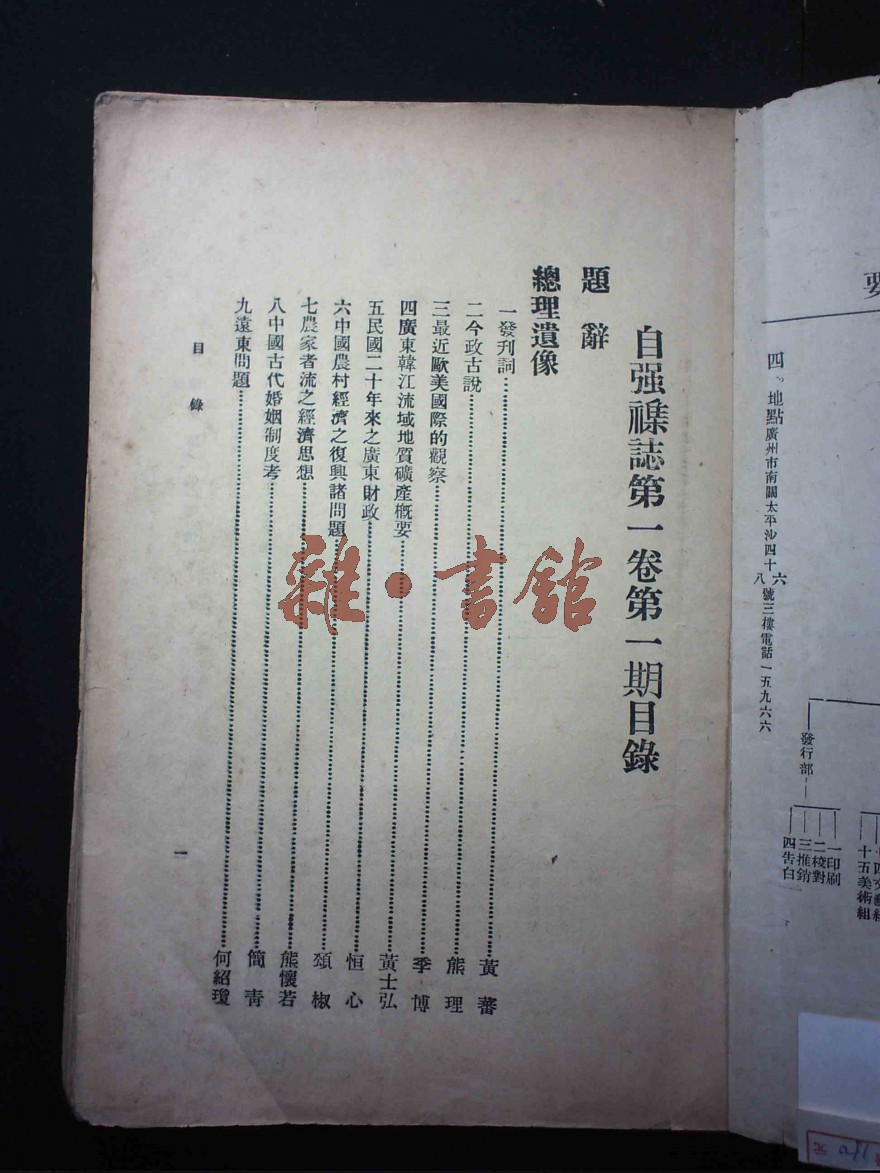 要
四、地點廣州市南關太平沙四十六八號三樓電話一五九六六
發行部
一印刷
二校對
三推銷
四告白
十五美術組
自强襍誌第一卷第一期目錄
題辭
總理遺像
一發刊詞……黃蕃
二今政古說……熊理
三最近歐美國際的觀察……季博
四廣東韓江流域地質礦產概要……黃士弘
五民國二十年來之廣東財政……恒心
六中國農村經濟之復興諸問題……頌椒
七農家者流之經濟思想……熊懷若
八中國古代婚姻制度考……簡青
九遠東問題……何紹瓊
目錄
一
雜·書館
元